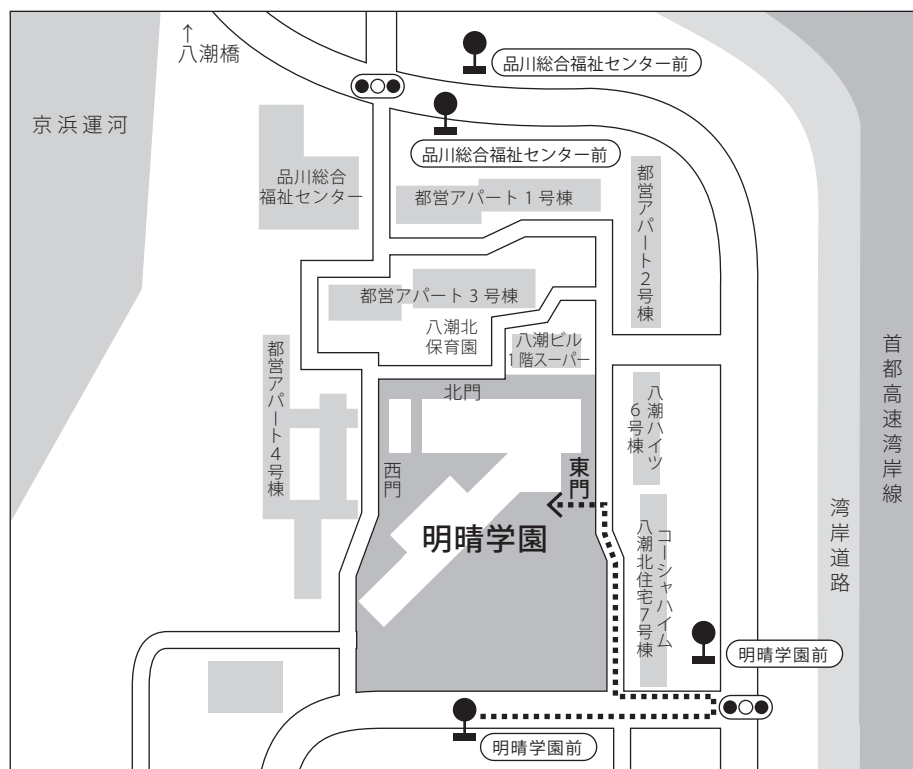 ↑
八潮橋
品川総合福祉センター前
京浜運河
品川総合福祉センター前
品川総合
福祉センター
都営アパート1号棟
都営アパート2号棟
都営アパート3号棟
八潮北
保育園
八潮ビル
1階スーパー
首都高速湾岸線
都営アパート4号棟
北門
八潮ハイツ
6号棟
西門
東門
明晴学園
湾岸道路
コーシャハイム
八潮北住宅7号棟
明晴学園前
明晴学園前